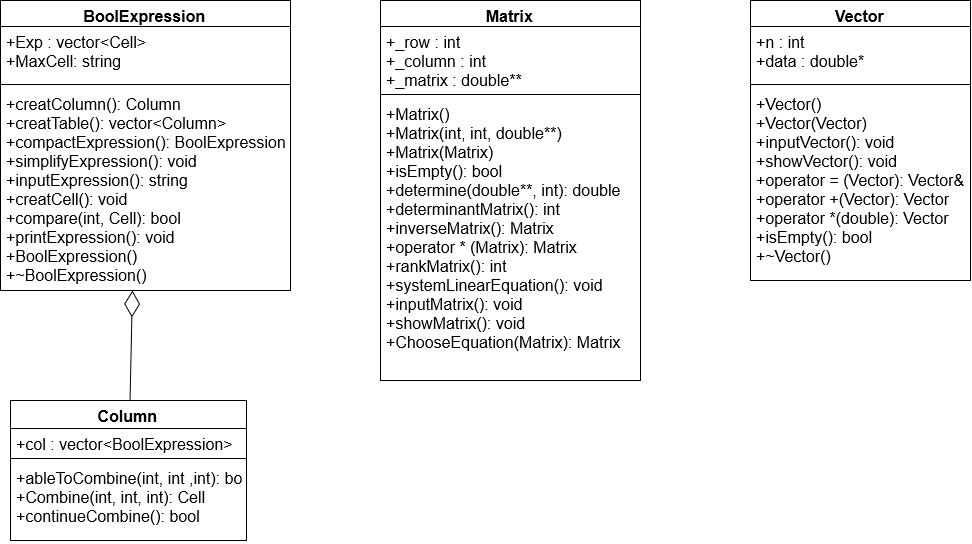 BoolExpression
+Exp : vector<Cell>
+MaxCell: string
+creatColumn(): Column
+creatTable(): vector<Column>
+compactExpression(): BoolExpression
+simplifyExpression(): void
+inputExpression(): string
+creatCell(): void
+compare(int, Cell): bool
+printExpression(): void
+BoolExpression()
+~BoolExpression()
Column
+col : vector<BoolExpression>
+ableToCombine(int, int ,int): bo
+Combine(int, int, int): Cell
+continueCombine(): bool
Matrix
+_row : int
+_column : int
+_matrix : double**
+Matrix()
+Matrix(int, int, double**)
+Matrix(Matrix)
+isEmpty(): bool
+determine(double**, int): double
+determinantMatrix(): int
+inverseMatrix(): Matrix
+operator * (Matrix): Matrix
+rankMatrix(): int
+systemLinearEquation(): void
+inputMatrix(): void
+showMatrix(): void
+ChooseEquation(Matrix): Matrix
Vector
+n : int
+data : double*
+Vector()
+Vector(Vector)
+inputVector(): void
+showVector(): void
+operator = (Vector): Vector&
+operator +(Vector): Vector
+operator *(double): Vector
+isEmpty(): bool
+~Vector()